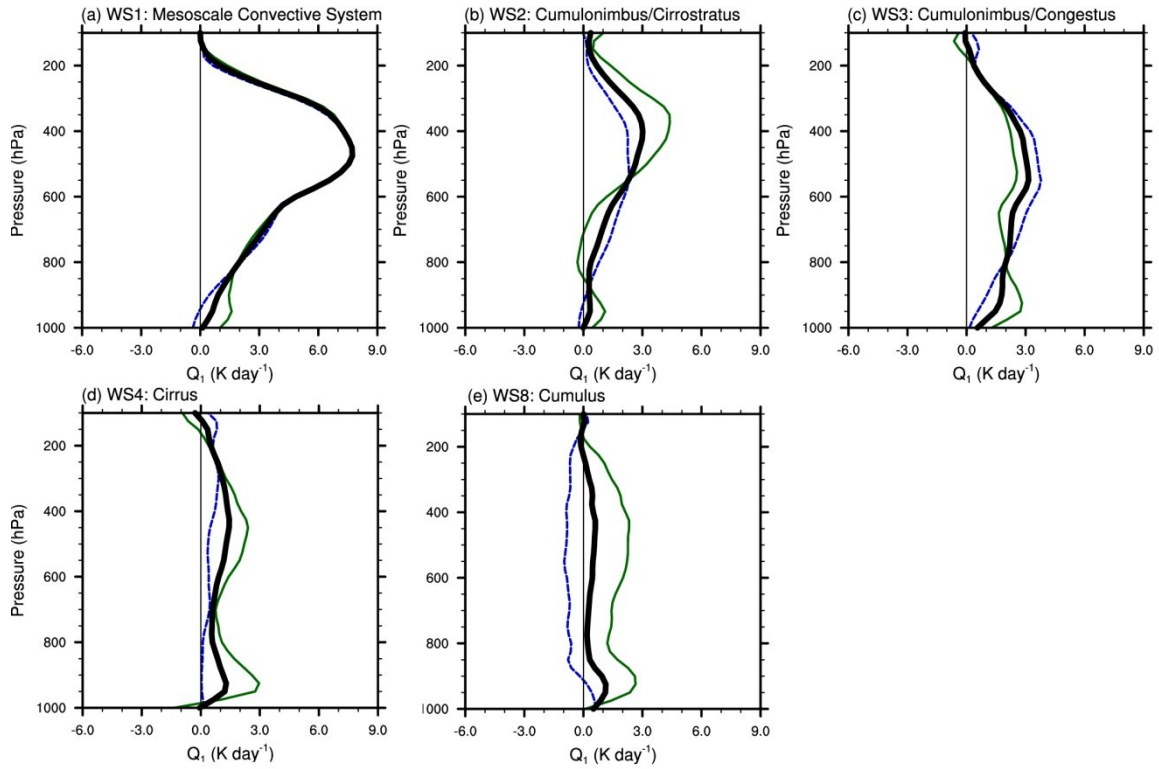 (a) WS1: Mesoscale Convective System
(b) WS2: Cumulonimbus/Cirrostratus
(c) WS3: Cumulonimbus/Congestus
200
400
600
800
1000
Pressure (hPa)
-6.0 -3.0 0.0 3.0 6.0 9.0
Q₁ (K day⁻¹)
200
400
600
800
1000
Pressure (hPa)
-6.0 -3.0 0.0 3.0 6.0 9.0
Q₁ (K day⁻¹)
200
400
600
800
1000
Pressure (hPa)
-6.0 -3.0 0.0 3.0 6.0 9.0
Q₁ (K day⁻¹)
(d) WS4: Cirrus
(e) WS8: Cumulus
200
400
600
800
1000
Pressure (hPa)
-6.0 -3.0 0.0 3.0 6.0 9.0
Q₁ (K day⁻¹)
200
400
600
800
1000
-6.0 -3.0 0.0 3.0 6.0 9.0
Q₁ (K day⁻¹)